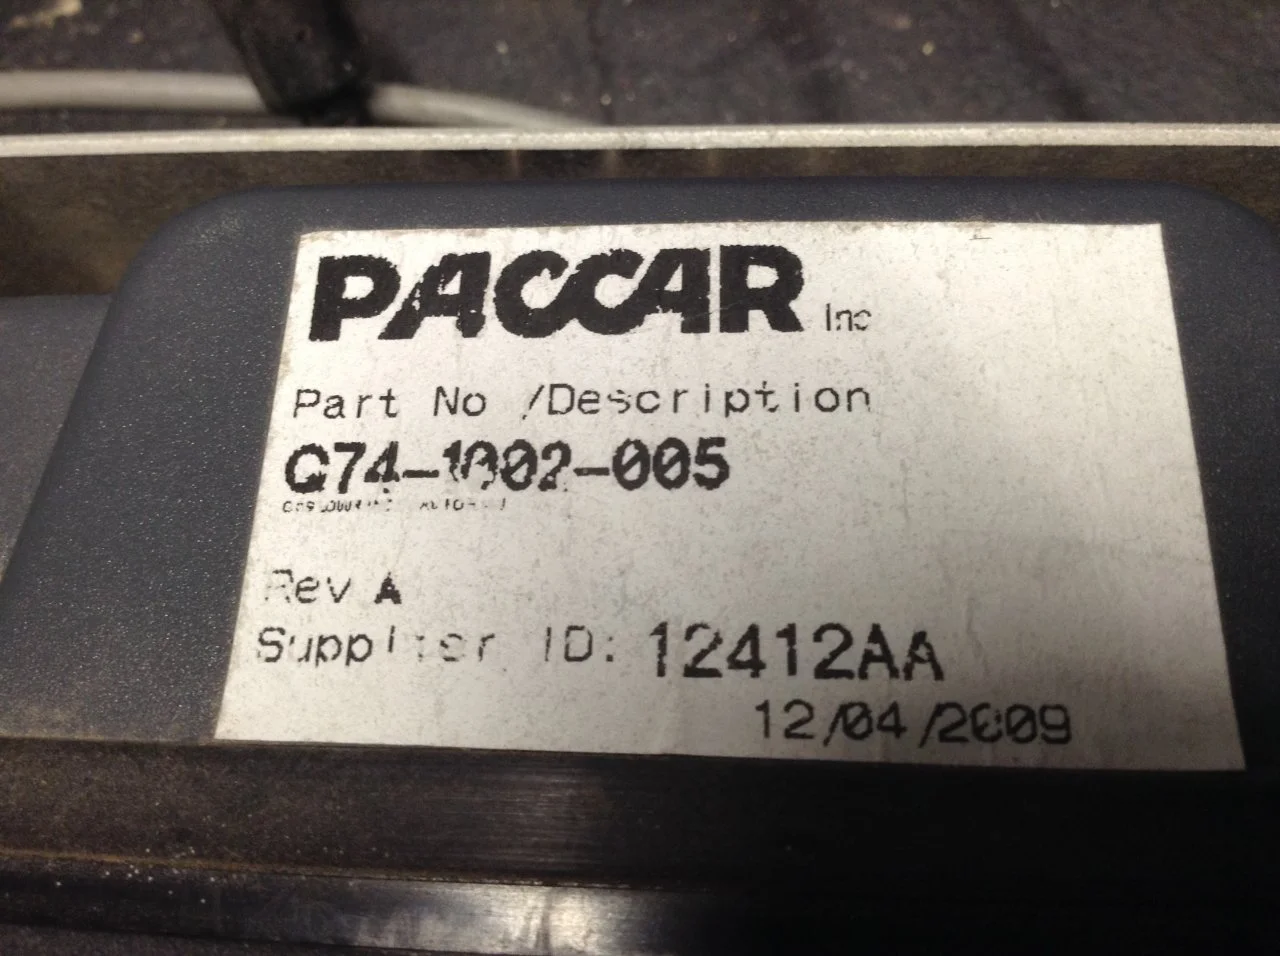 PACCAR Inc
Part No /Description
Q74-1002-005
Rev A
Supplier ID: 12412AA
12/04/2009